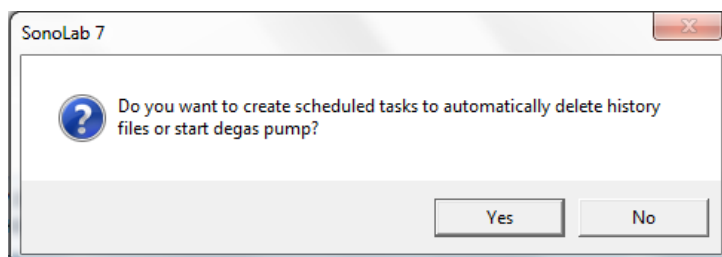 SonoLab 7
Do you want to create scheduled tasks to automatically delete history
files or start degas pump?
Yes
No